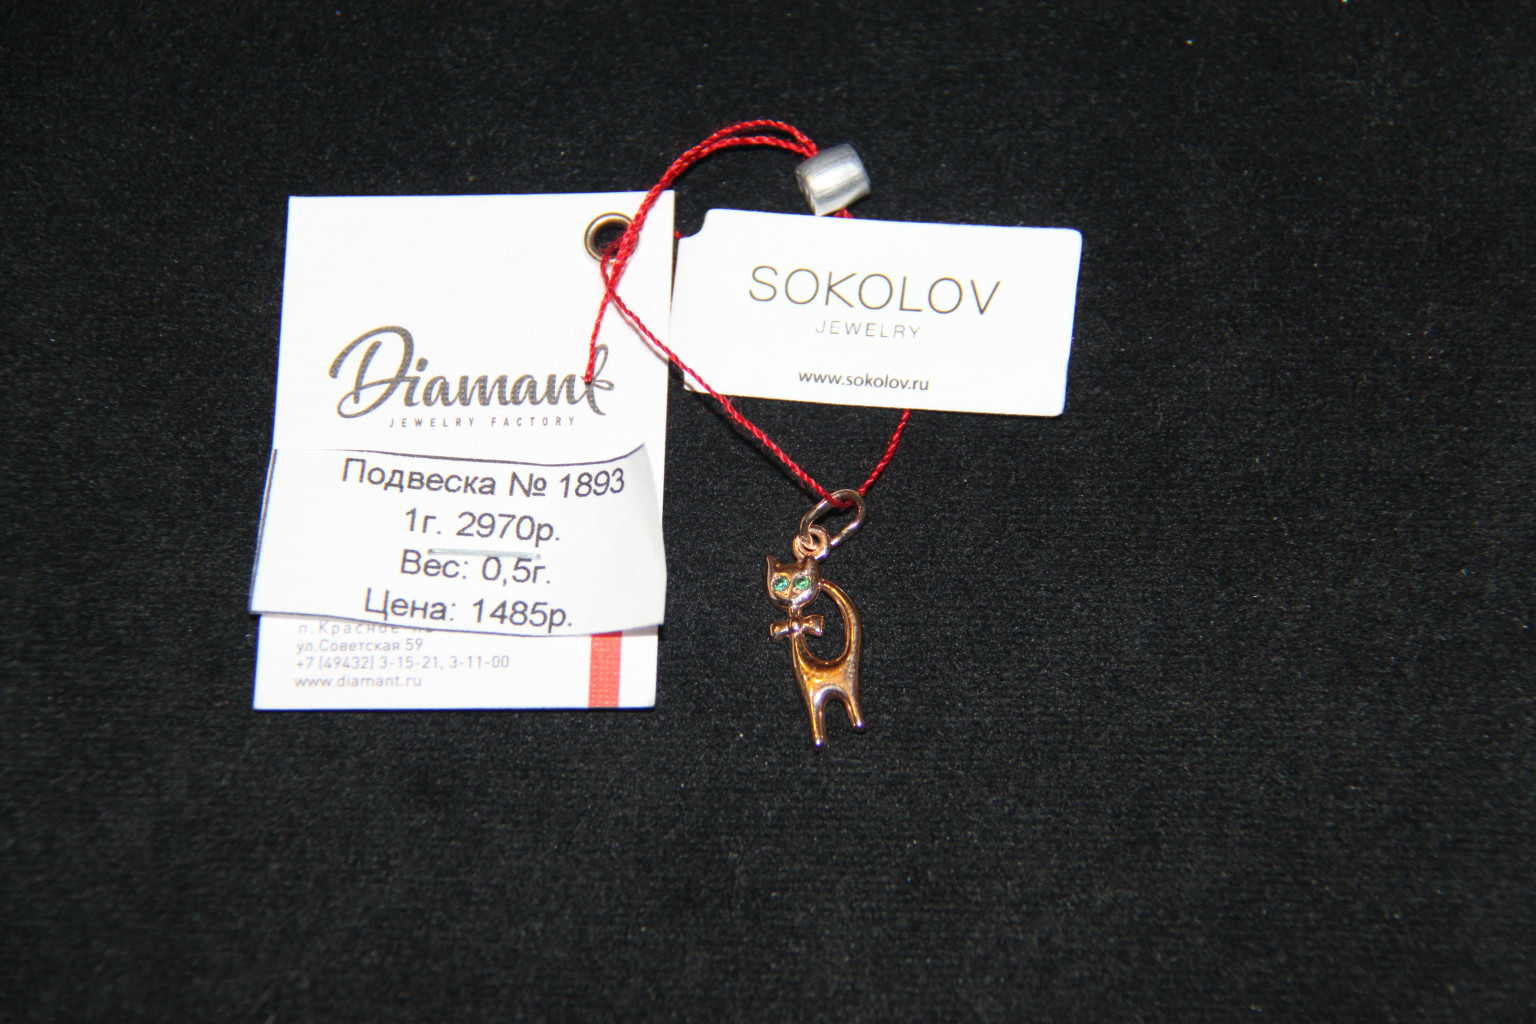 Diamant
JEWELRY FACTORY
Подвеска № 1893
1г. 2970р.
Вес: 0,5г.
Цена: 1485р.
ул.Советская 59
+7 (49432) 3-15-21, 3-11-00
www.diamant.ru
SOKOLOV
JEWELRY
www.sokolov.ru